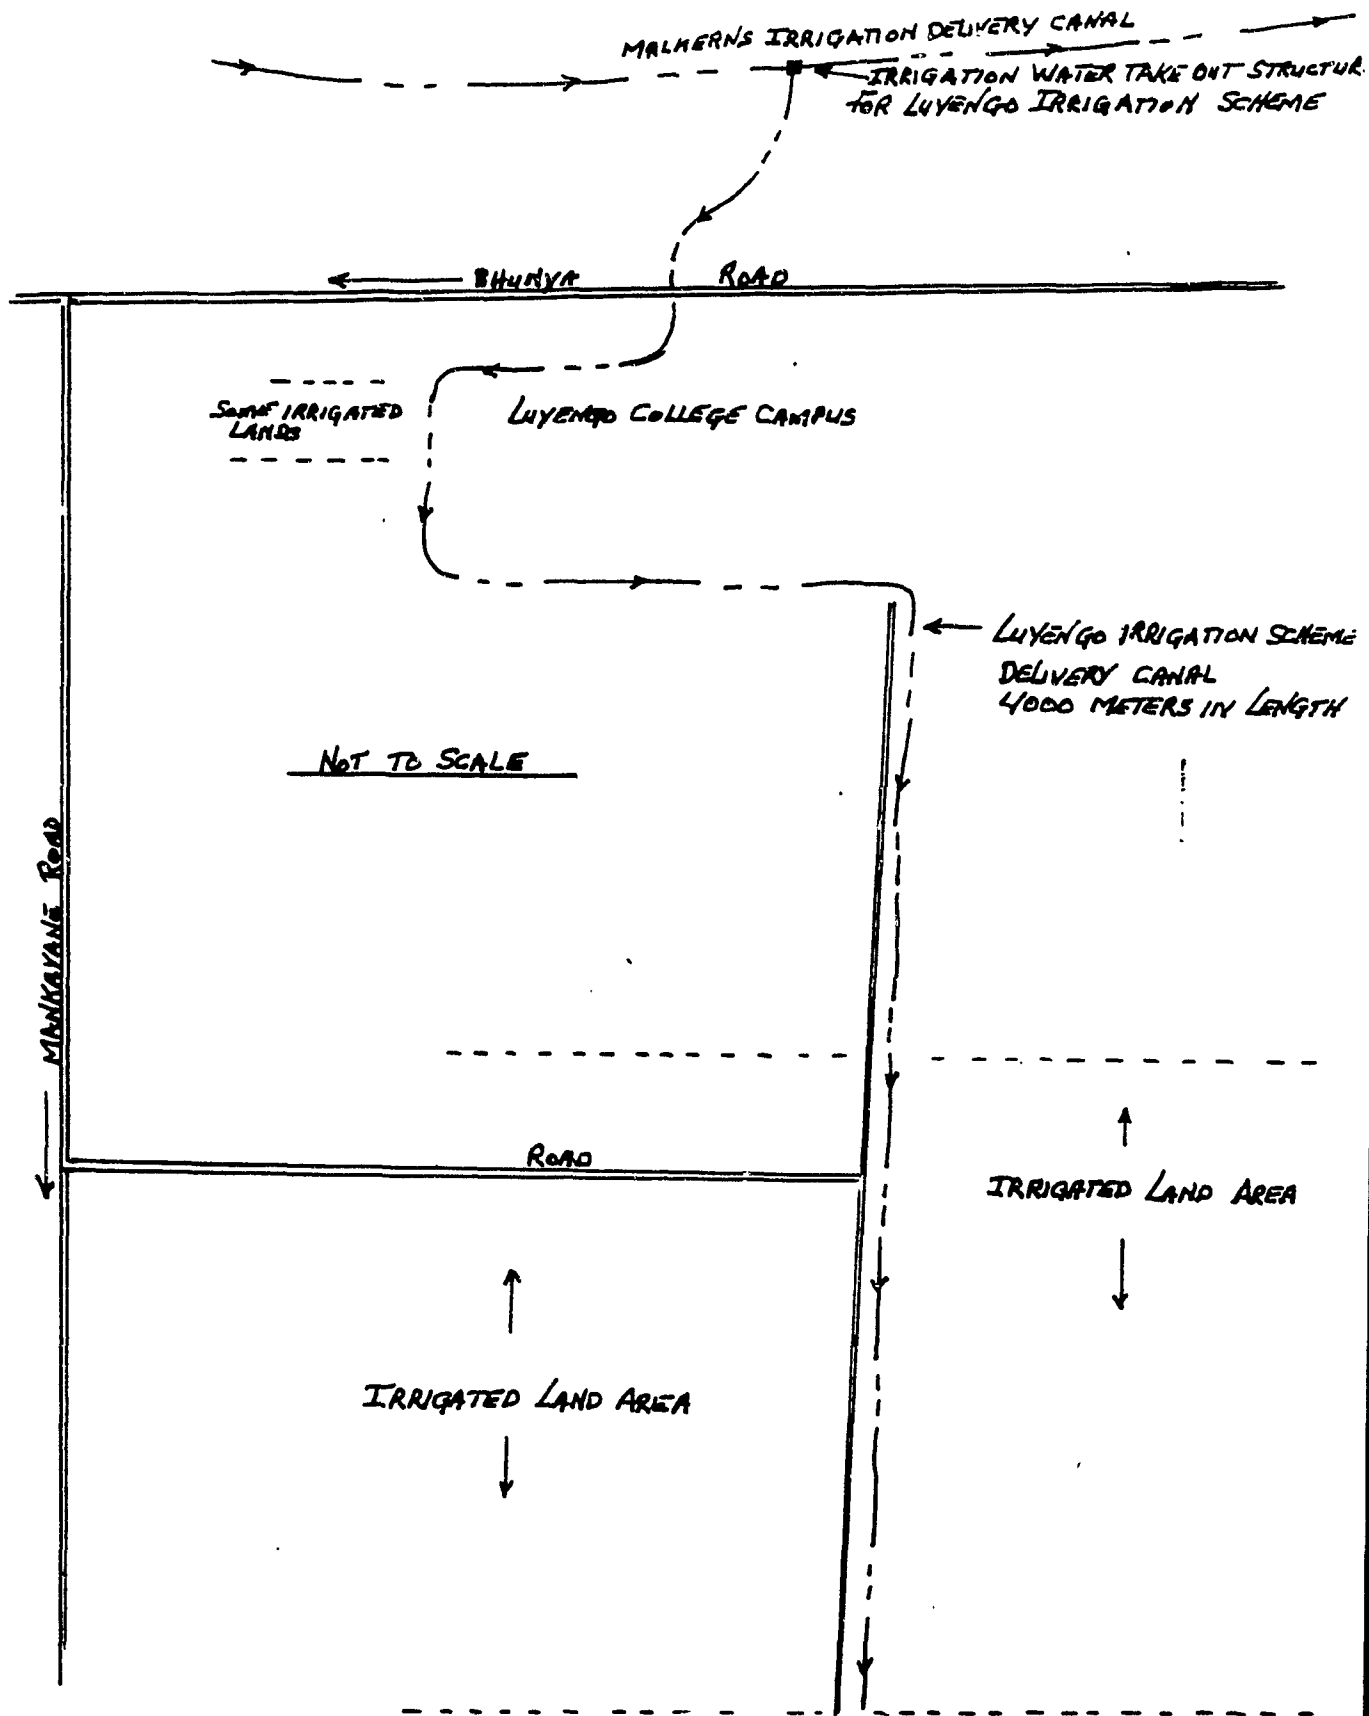 MALKERNS IRRIGATION DELIVERY CANAL
IRRIGATION WATER TAKE OUT STRUCTUR
FOR LUYENGO IRRIGATION SCHEME
BHUNYA ROAD
SOME IRRIGATED
LANDS
LUYENGO COLLEGE CAMPUS
LUYENGO IRRIGATION SCHEME
DELIVERY CANAL
4000 METERS IN LENGTH
NOT TO SCALE
MANKAYANE ROAD
ROAD
IRRIGATED LAND AREA
IRRIGATED LAND AREA